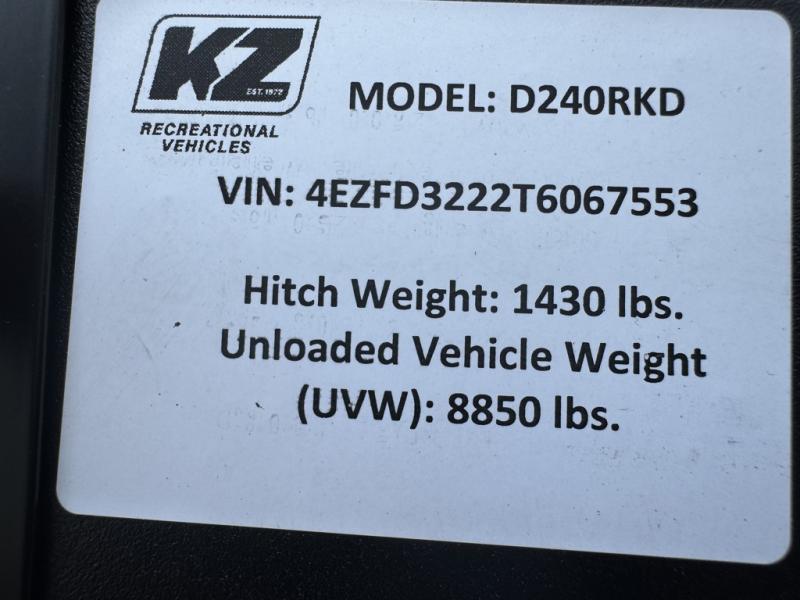 KZ
EST. 1972
RECREATIONAL
VEHICLES
MODEL: D240RKD
VIN: 4EZFD3222T6067553
Hitch Weight: 1430 lbs.
Unloaded Vehicle Weight
(UVW): 8850 lbs.